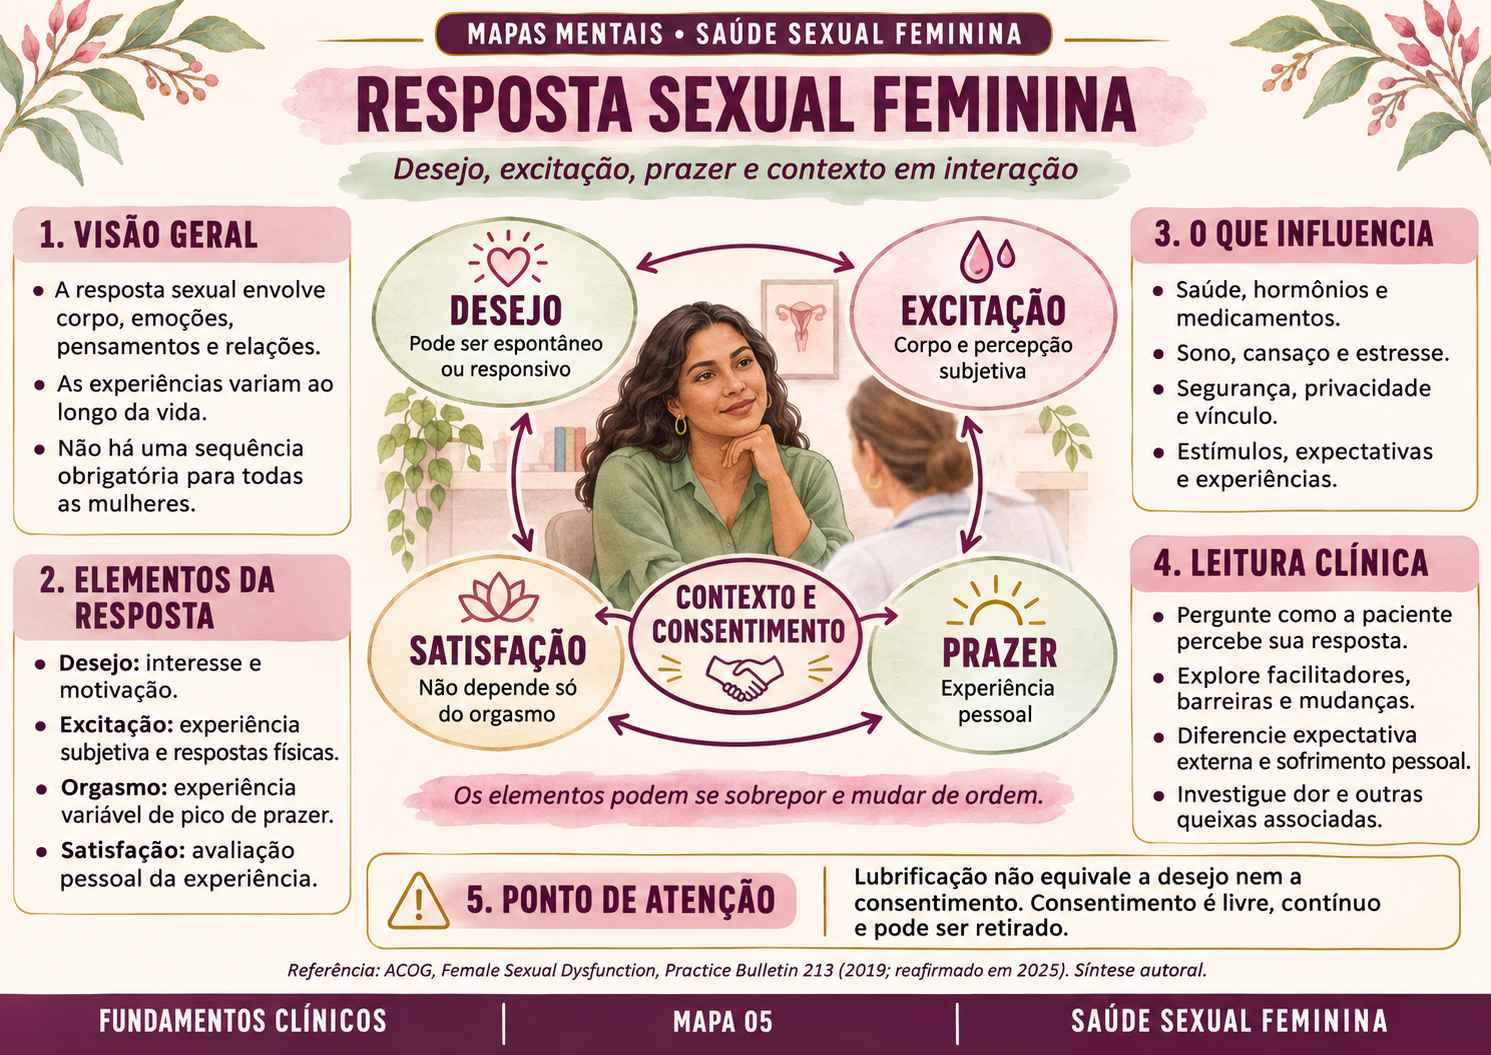 MAPAS MENTAIS • SAÚDE SEXUAL FEMININA
RESPOSTA SEXUAL FEMININA
Desejo, excitação, prazer e contexto em interação
1. VISÃO GERAL
• A resposta sexual envolve
corpo, emoções,
pensamentos e relações.
• As experiências variam ao
longo da vida.
• Não há uma sequência
obrigatória para todas
as mulheres.
2. ELEMENTOS DA
RESPOSTA
• Desejo: interesse e
motivação.
• Excitação: experiência
subjetiva e respostas físicas.
• Orgasmo: experiência
variável de pico de prazer.
• Satisfação: avaliação
pessoal da experiência.
DESEJO
Pode ser espontâneo
ou responsivo
EXCITAÇÃO
Corpo e percepção
subjetiva
SATISFAÇÃO
Não depende só
do orgasmo
CONTEXTO E
CONSENTIMENTO
PRAZER
Experiência
pessoal
Os elementos podem se sobrepor e mudar de ordem.
3. O QUE INFLUENCIA
• Saúde, hormônios e
medicamentos.
• Sono, cansaço e estresse.
• Segurança, privacidade
e vínculo.
• Estímulos, expectativas
e experiências.
4. LEITURA CLÍNICA
• Pergunte como a paciente
percebe sua resposta.
• Explore facilitadores,
barreiras e mudanças.
• Diferencie expectativa
externa e sofrimento pessoal.
• Investigue dor e outras
queixas associadas.
5. PONTO DE ATENÇÃO
Lubrificação não equivale a desejo nem a
consentimento. Consentimento é livre, contínuo
e pode ser retirado.
Referência: ACOG, Female Sexual Dysfunction, Practice Bulletin 213 (2019; reafirmado em 2025). Síntese autoral.
FUNDAMENTOS CLÍNICOS
MAPA 05
SAÚDE SEXUAL FEMININA